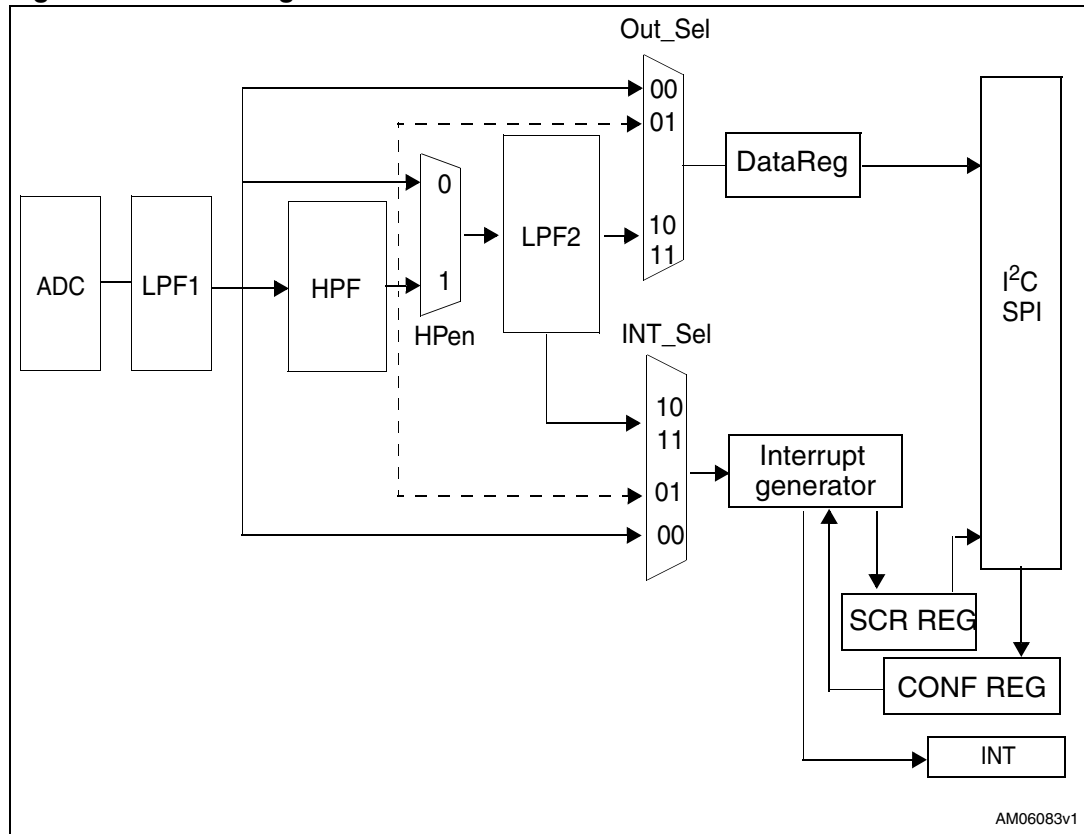 Out_Sel
00
01
10
11
DataReg
0
1
HPen
ADC
LPF1
HPF
LPF2
I²C
SPI
INT_Sel
10
11
01
00
Interrupt
generator
SCR REG
CONF REG
INT
AM06083v1